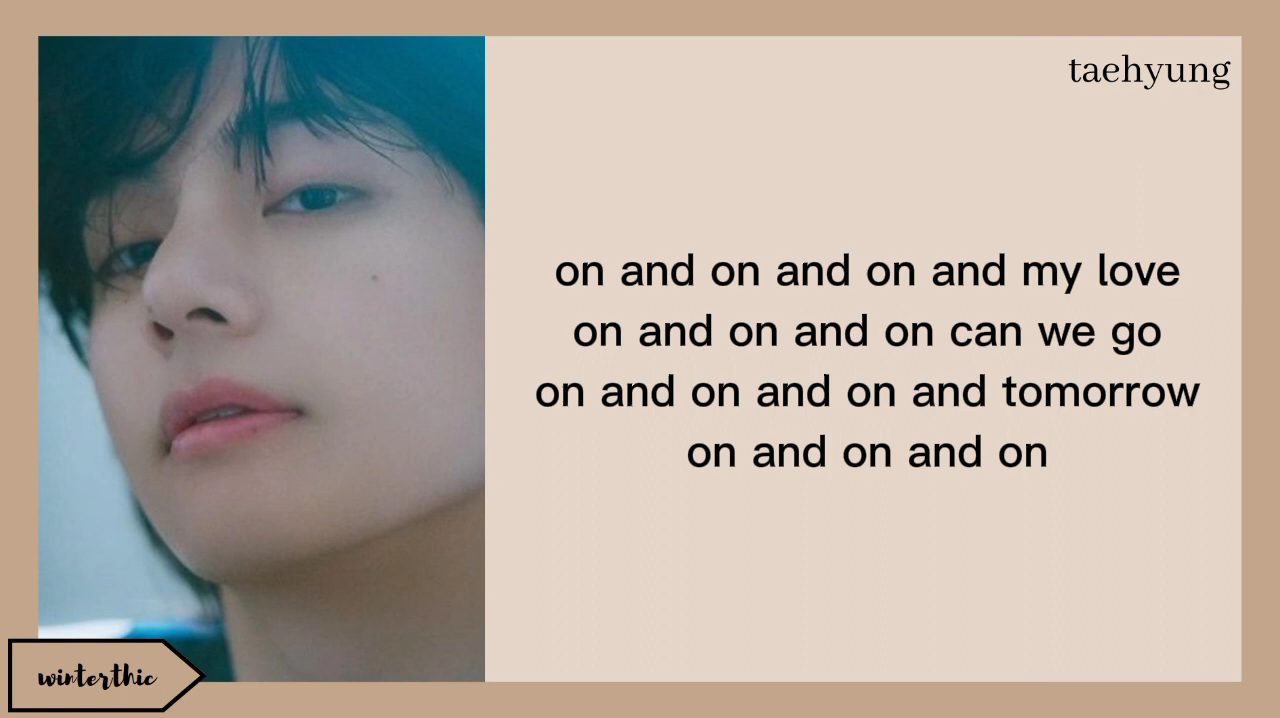 taehyung
on and on and on and my love
on and on and on can we go
on and on and on and tomorrow
on and on and on
winterthic